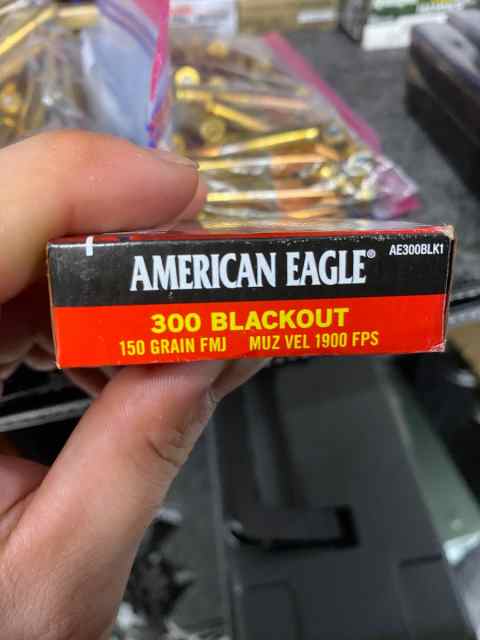 AMERICAN EAGLE®
AE300BLK1
300 BLACKOUT
150 GRAIN FMJ MUZ VEL 1900 FPS